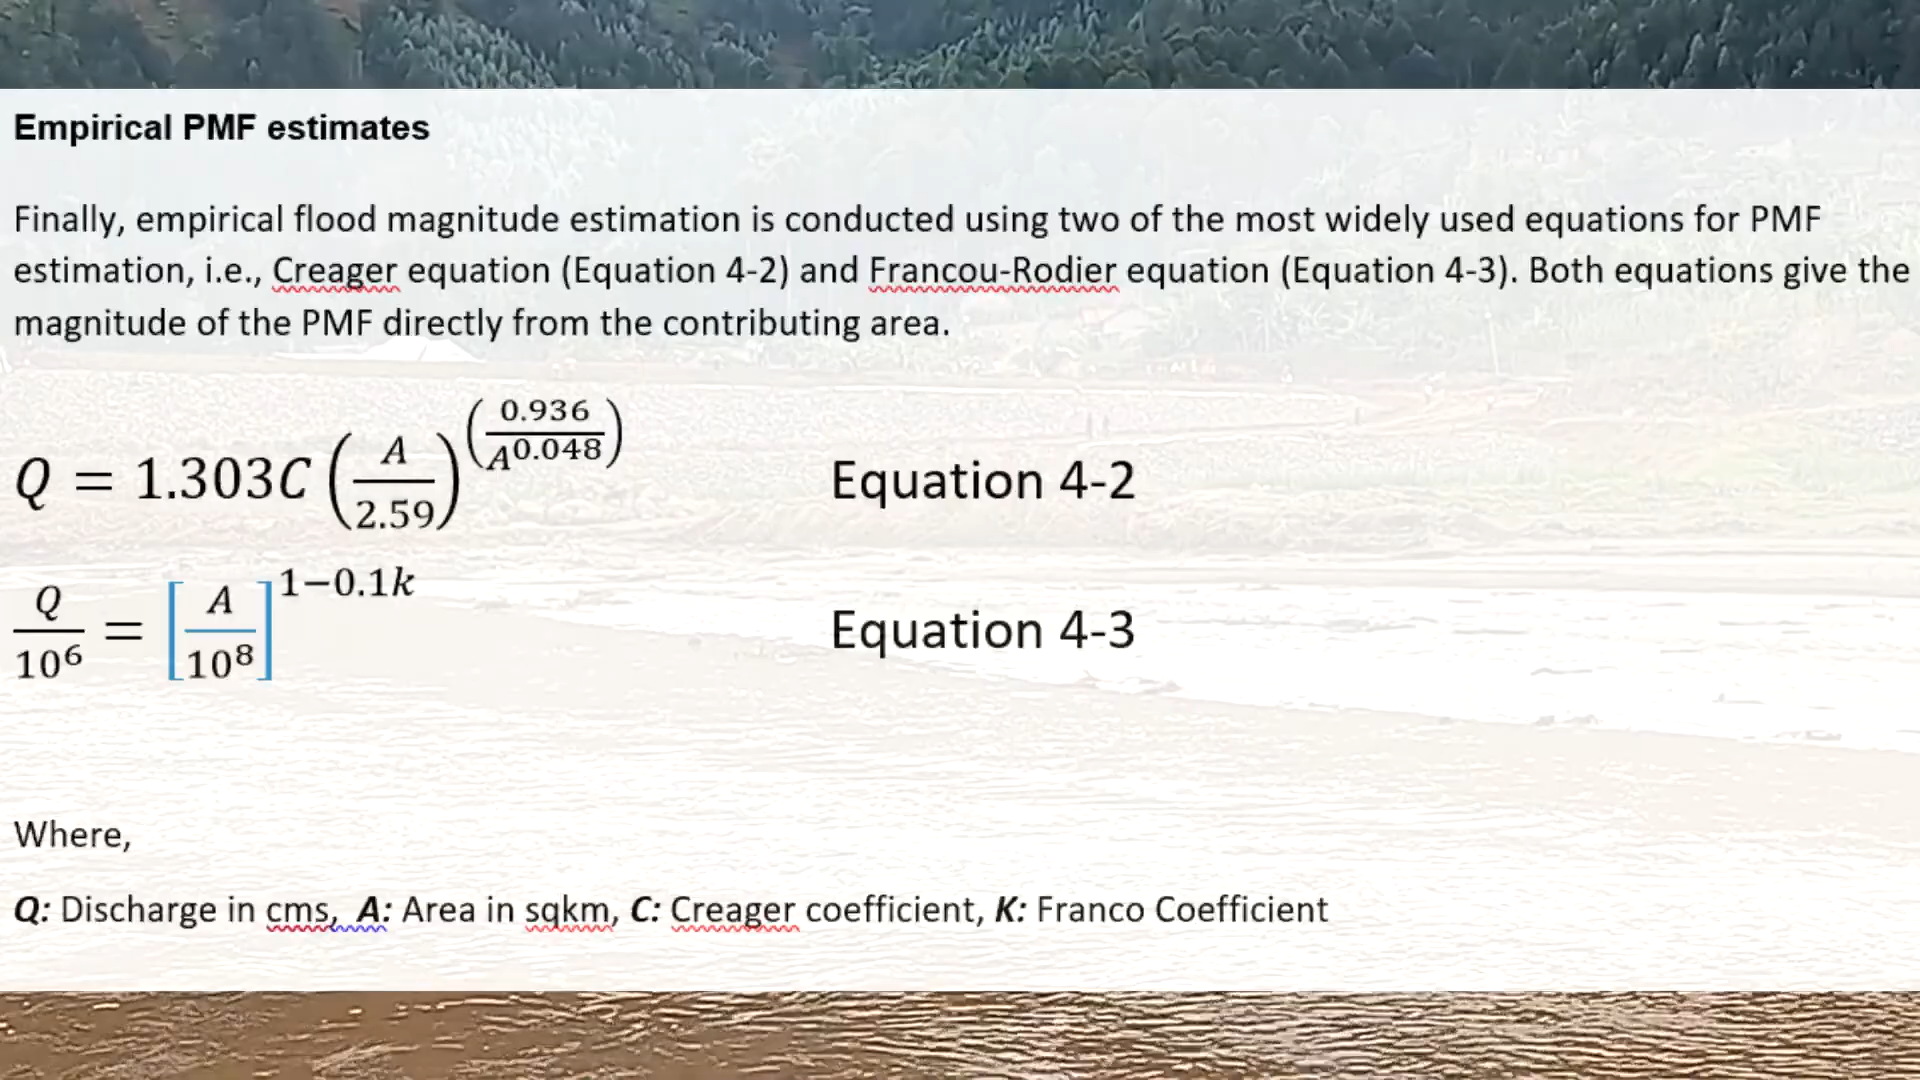 Empirical PMF estimates
Finally, empirical flood magnitude estimation is conducted using two of the most widely used equations for PMF
estimation, i.e., Creager equation (Equation 4-2) and Francou-Rodier equation (Equation 4-3). Both equations give the
magnitude of the PMF directly from the contributing area.
Q = 1.303C (A/2.59)^(0.936/A^0.048) Equation 4-2
Q/10^6 = [A/10^8]^1−0.1k Equation 4-3
Where,
Q: Discharge in cms, A: Area in sqkm, C: Creager coefficient, K: Franco Coefficient